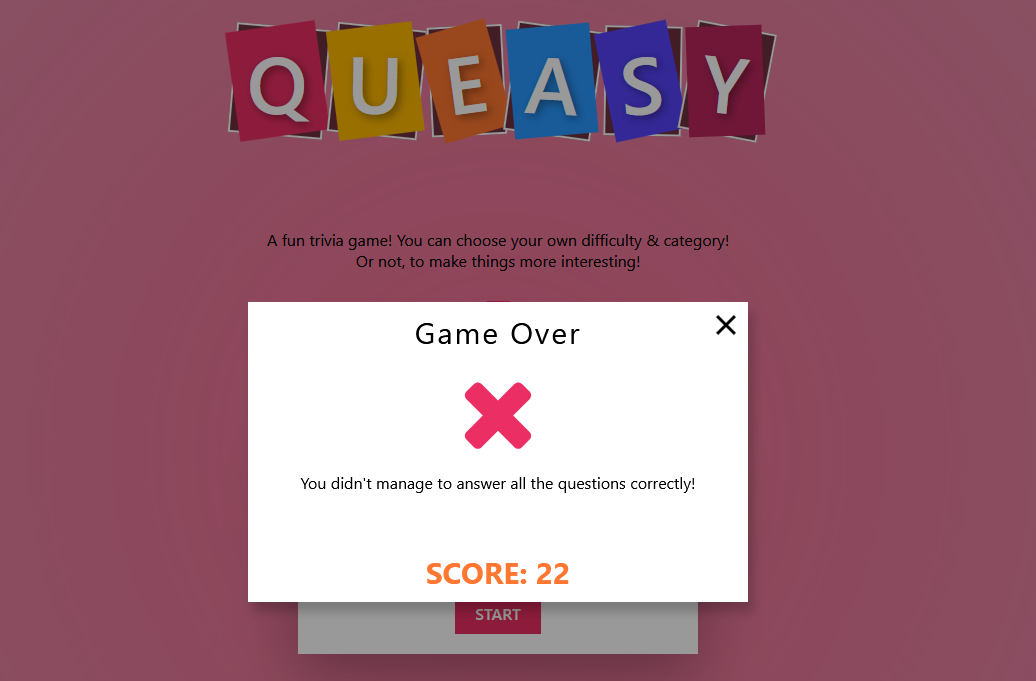 QUEASY
A fun trivia game! You can choose your own difficulty & category!
Or not, to make things more interesting!
Game Over
You didn't manage to answer all the questions correctly!
SCORE: 22
START